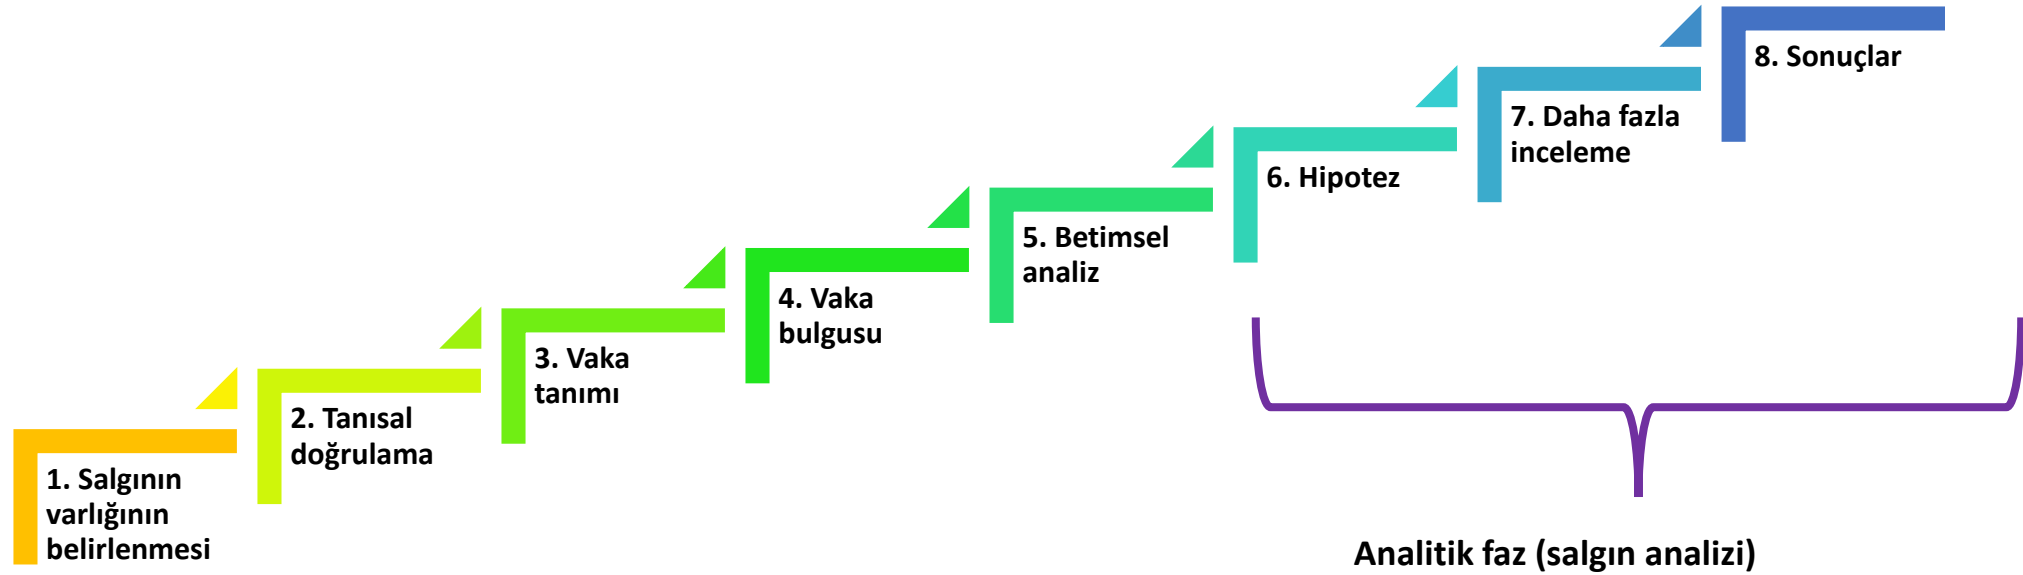 1. Salgının
varlığının
belirlenmesi
2. Tanısal
doğrulama
3. Vaka
tanımı
4. Vaka
bulgusu
5. Betimsel
analiz
6. Hipotez
7. Daha fazla
inceleme
8. Sonuçlar
Analitik faz (salgın analizi)